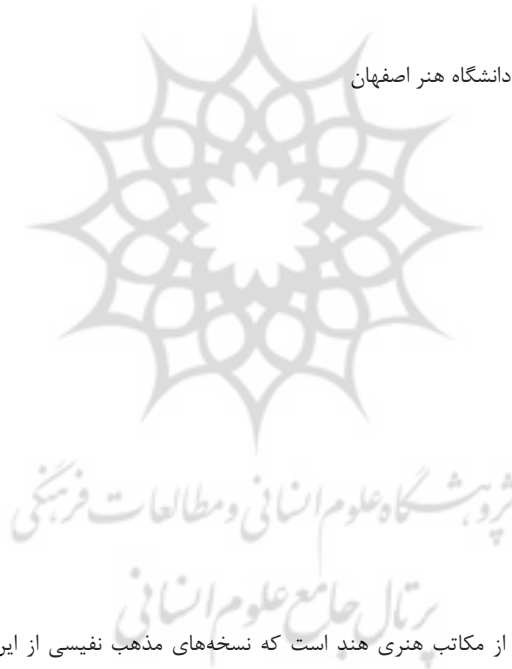 دانشگاه هنر اصفهان
پژوهشگاه علوم انسانی و مطالعات فرهنگی
پرتال جامع علوم انسانی
از مکاتب هنری هند است که نسخه‌های مذهب نفیسی از این